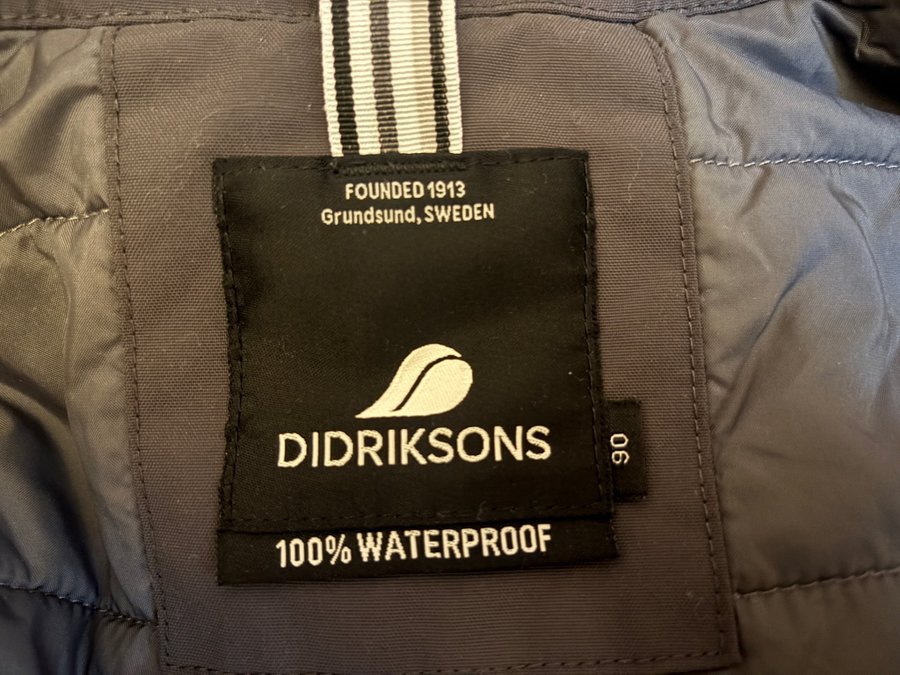 FOUNDED 1913
Grundsund, SWEDEN
DIDRIKSONS
90
100% WATERPROOF